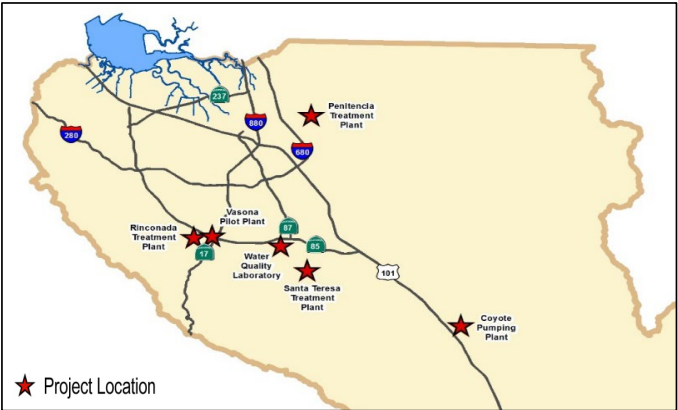 237
880
Penitencia
Treatment
Plant
280
680
Vasona
Pilot Plant
Rinconada
Treatment
Plant
87
17
85
Water
Quality
Laboratory
Santa Teresa
Treatment
Plant
101
Coyote
Pumping
Plant
Project Location